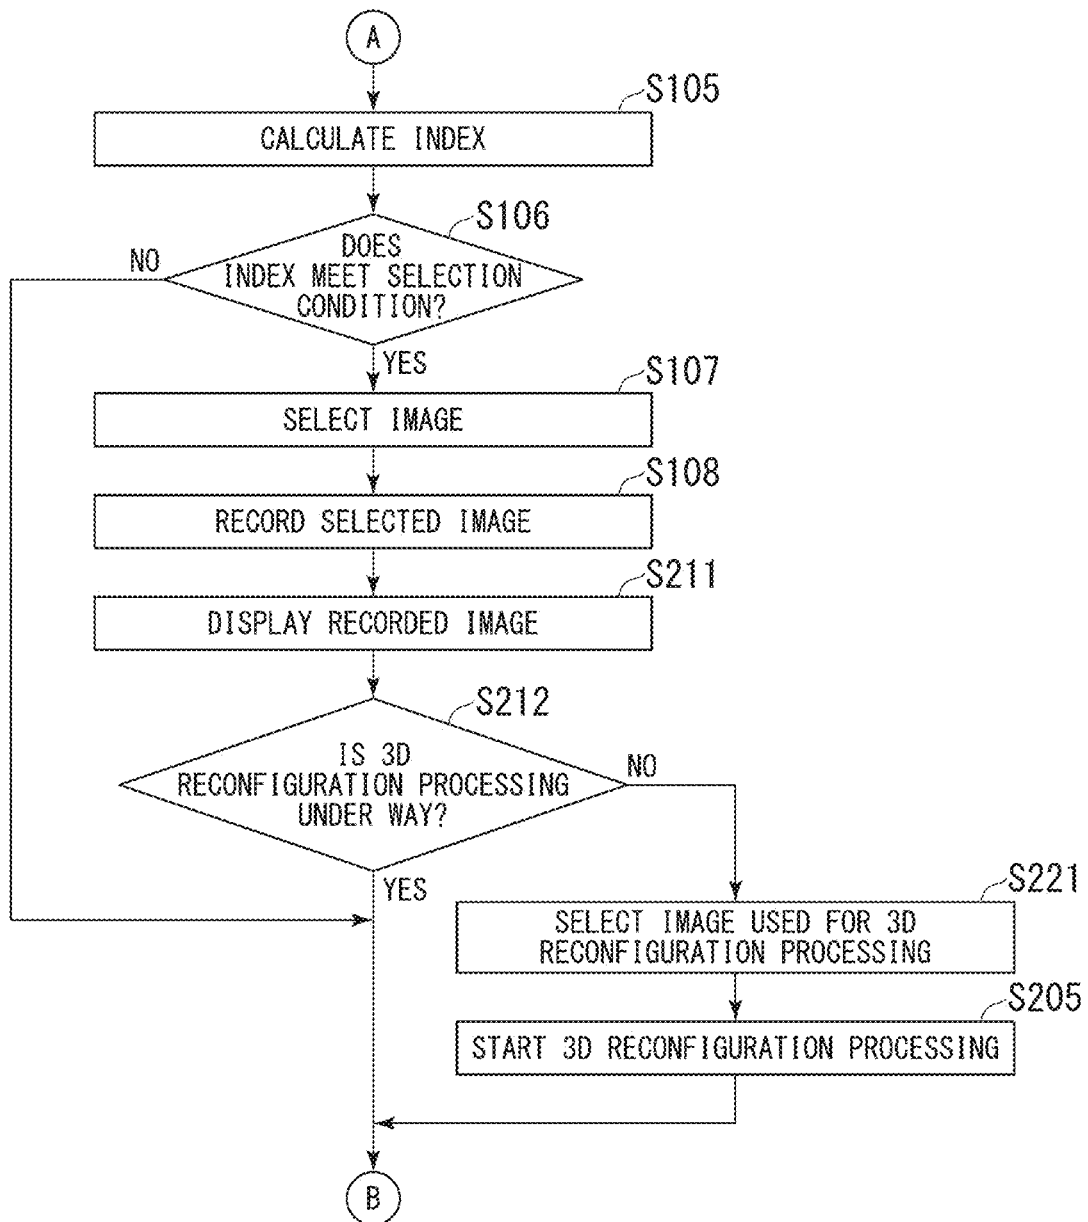 A
S105
CALCULATE INDEX
S106
DOES
INDEX MEET SELECTION
CONDITION?
NO
YES
S107
SELECT IMAGE
S108
RECORD SELECTED IMAGE
S211
DISPLAY RECORDED IMAGE
S212
IS 3D
RECONFIGURATION PROCESSING
UNDER WAY?
NO
YES
S221
SELECT IMAGE USED FOR 3D
RECONFIGURATION PROCESSING
S205
START 3D RECONFIGURATION PROCESSING
B